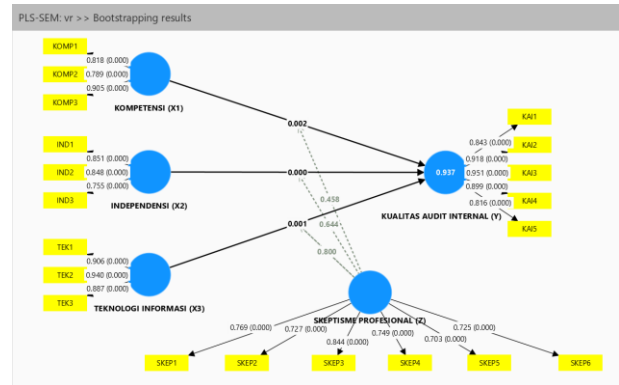 PLS-SEM: vr >> Bootstrapping results
KOMP1
0.818 (0.000)
KOMP2
0.789 (0.000)
0.905 (0.000)
KOMP3
KOMPETENSI (X1)
0.002
IND1
0.851 (0.000)
IND2
0.848 (0.000)
0.755 (0.000)
IND3
INDEPENDENSI (X2)
0.000
TEK1
0.906 (0.000)
TEK2
0.940 (0.000)
0.887 (0.000)
TEK3
TEKNOLOGI INFORMASI (X3)
0.001
0.458
0.644
0.800
0.937
KUALITAS AUDIT INTERNAL (Y)
KAI1
0.843 (0.000)
KAI2
0.918 (0.000)
0.951 (0.000)
KAI3
0.899 (0.000)
KAI4
0.816 (0.000)
KAI5
SKEPTISME PROFESIONAL (Z)
0.769 (0.000)
0.727 (0.000)
0.844 (0.000)
0.749 (0.000)
0.703 (0.000)
0.725 (0.000)
SKEP1
SKEP2
SKEP3
SKEP4
SKEP5
SKEP6